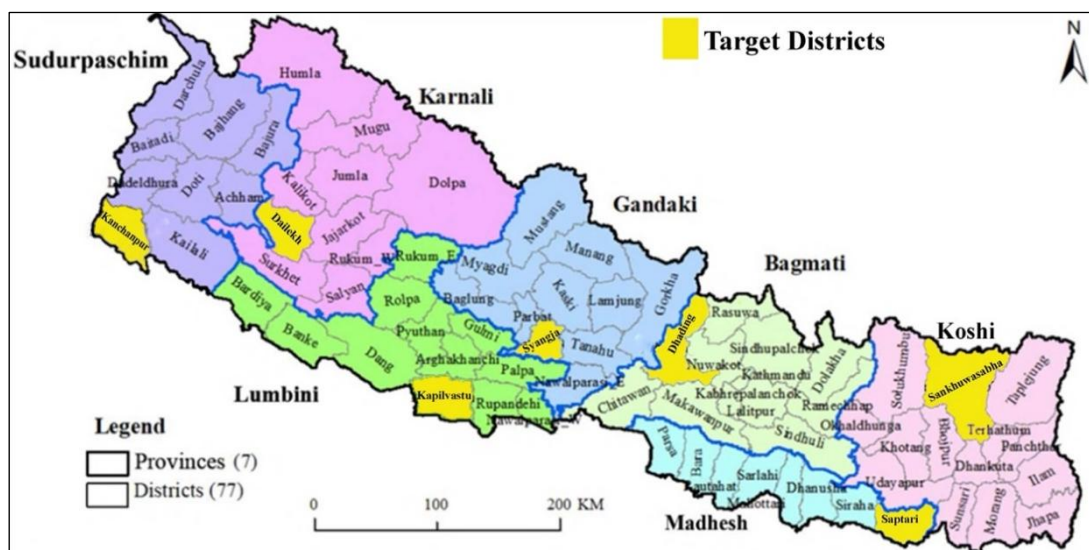 Target Districts
N
Sudurpaschim
Darchula
Humla
Karnali
Bajhang
Baitadi
Bajura
Mugu
Dadeldhura
Doti
Achham
Kalikot
Jumla
Dolpa
Kanchanpur
Kailali
Dailekh
Jajarkot
Surkhet
Rukum_W
Rukum_E
Salyan
Gandaki
Mustang
Manang
Myagdi
Kaski
Lamjung
Gorkha
Baglung
Parbat
Syangja
Tanahu
Nawalparasi_E
Bardiya
Banke
Dang
Rolpa
Pyuthan
Gulmi
Arghakhanchi
Palpa
Kapilvastu
Rupandehi
Nawalparasi_W
Lumbini
Bagmati
Rasuwa
Dhading
Nuwakot
Sindhupalchok
Kathmandu
Dolakha
Kabhrepalanchok
Lalitpur
Ramechhap
Chitawan
Makawanpur
Sindhuli
Koshi
Solukhumbu
Sankhuwasabha
Taplejung
Okhaldhunga
Khotang
Bhojpur
Terhathum
Panchthar
Dhankuta
Udayapur
Ilam
Sunsari
Morang
Jhapa
Parsa
Bara
Sarlahi
Dhanusha
Siraha
Saptari
Madhesh
Legend
Provinces (7)
Districts (77)
0 100 200 KM